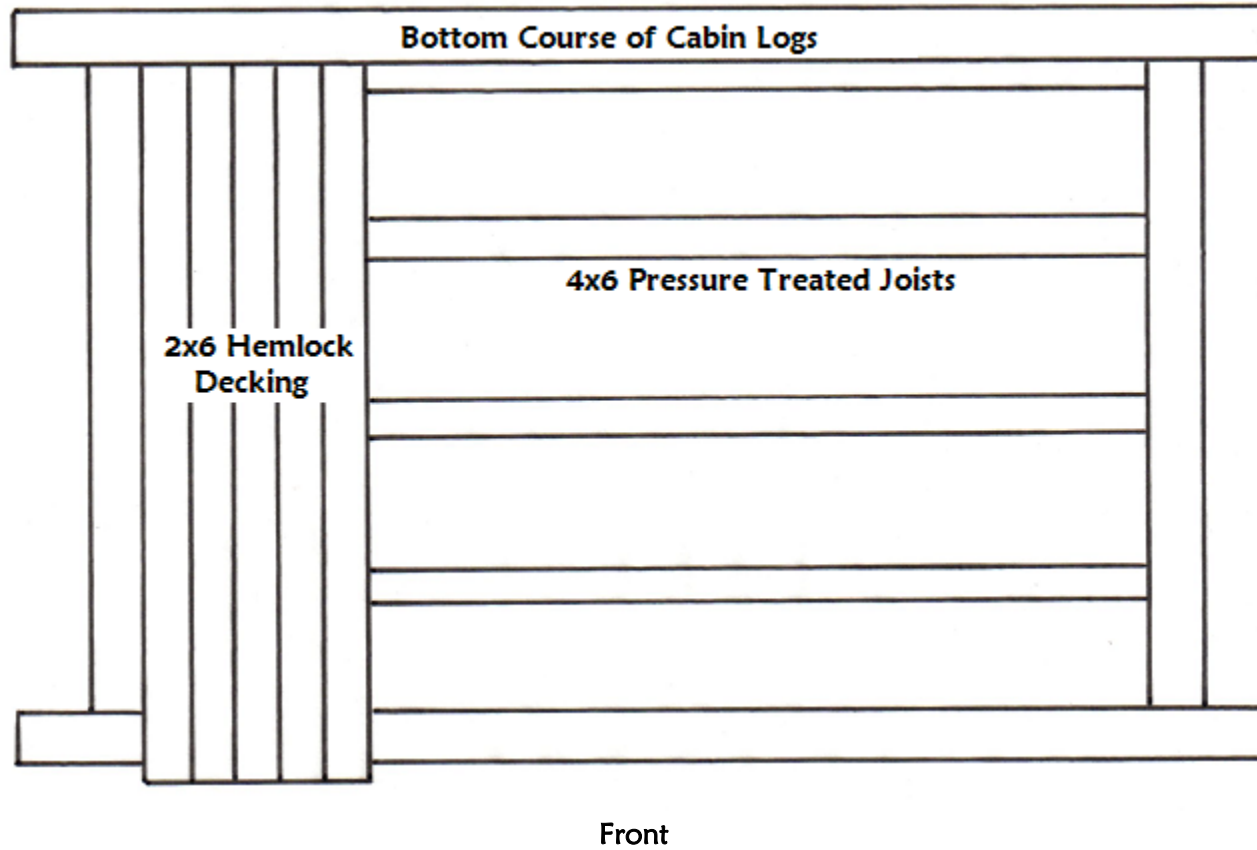 Bottom Course of Cabin Logs
4x6 Pressure Treated Joists
2x6 Hemlock
Decking
Front